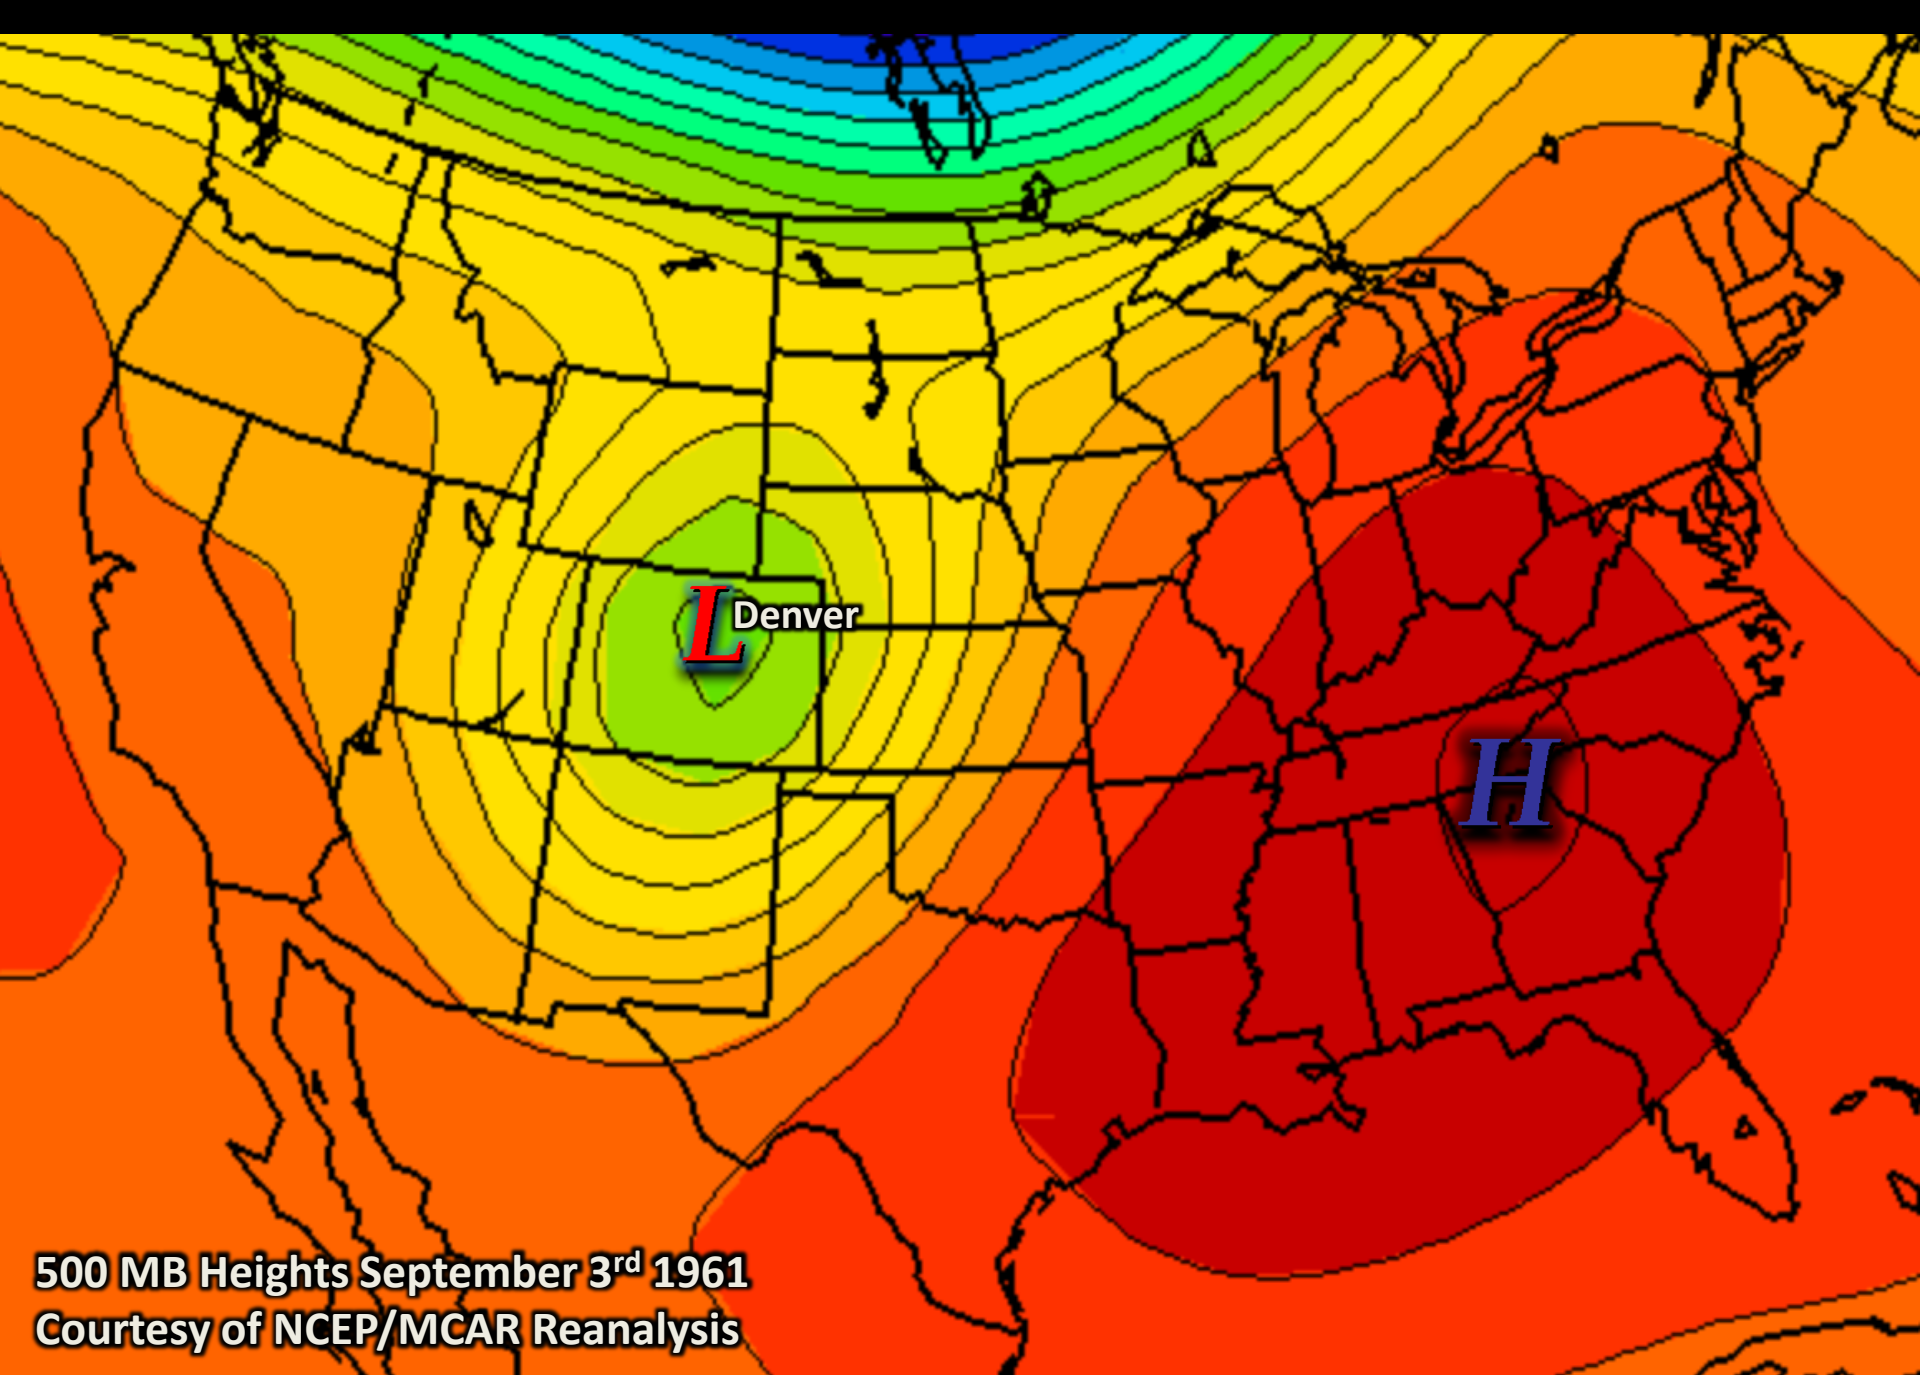 L Denver
H
500 MB Heights September 3rd 1961
Courtesy of NCEP/MCAR Reanalysis